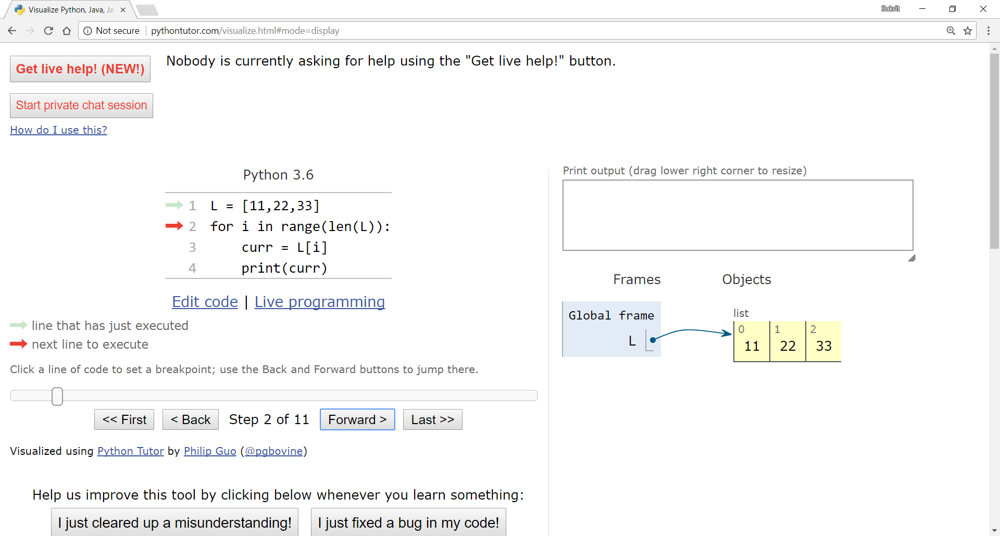 Visualize Python, Java, Ja
Sukrit
Not secure | pythontutor.com/visualize.html#mode=display
Get live help! (NEW!)
Nobody is currently asking for help using the "Get live help!" button.
Start private chat session
How do I use this?
Python 3.6
1 L = [11,22,33]
2 for i in range(len(L)):
3     curr = L[i]
4     print(curr)
Edit code | Live programming
line that has just executed
next line to execute
Click a line of code to set a breakpoint; use the Back and Forward buttons to jump there.
<< First < Back Step 2 of 11 Forward > Last >>
Visualized using Python Tutor by Philip Guo (@pgbovine)
Help us improve this tool by clicking below whenever you learn something:
I just cleared up a misunderstanding! I just fixed a bug in my code!
Print output (drag lower right corner to resize)
Frames Objects
Global frame
L
list
0 1 2
11 22 33